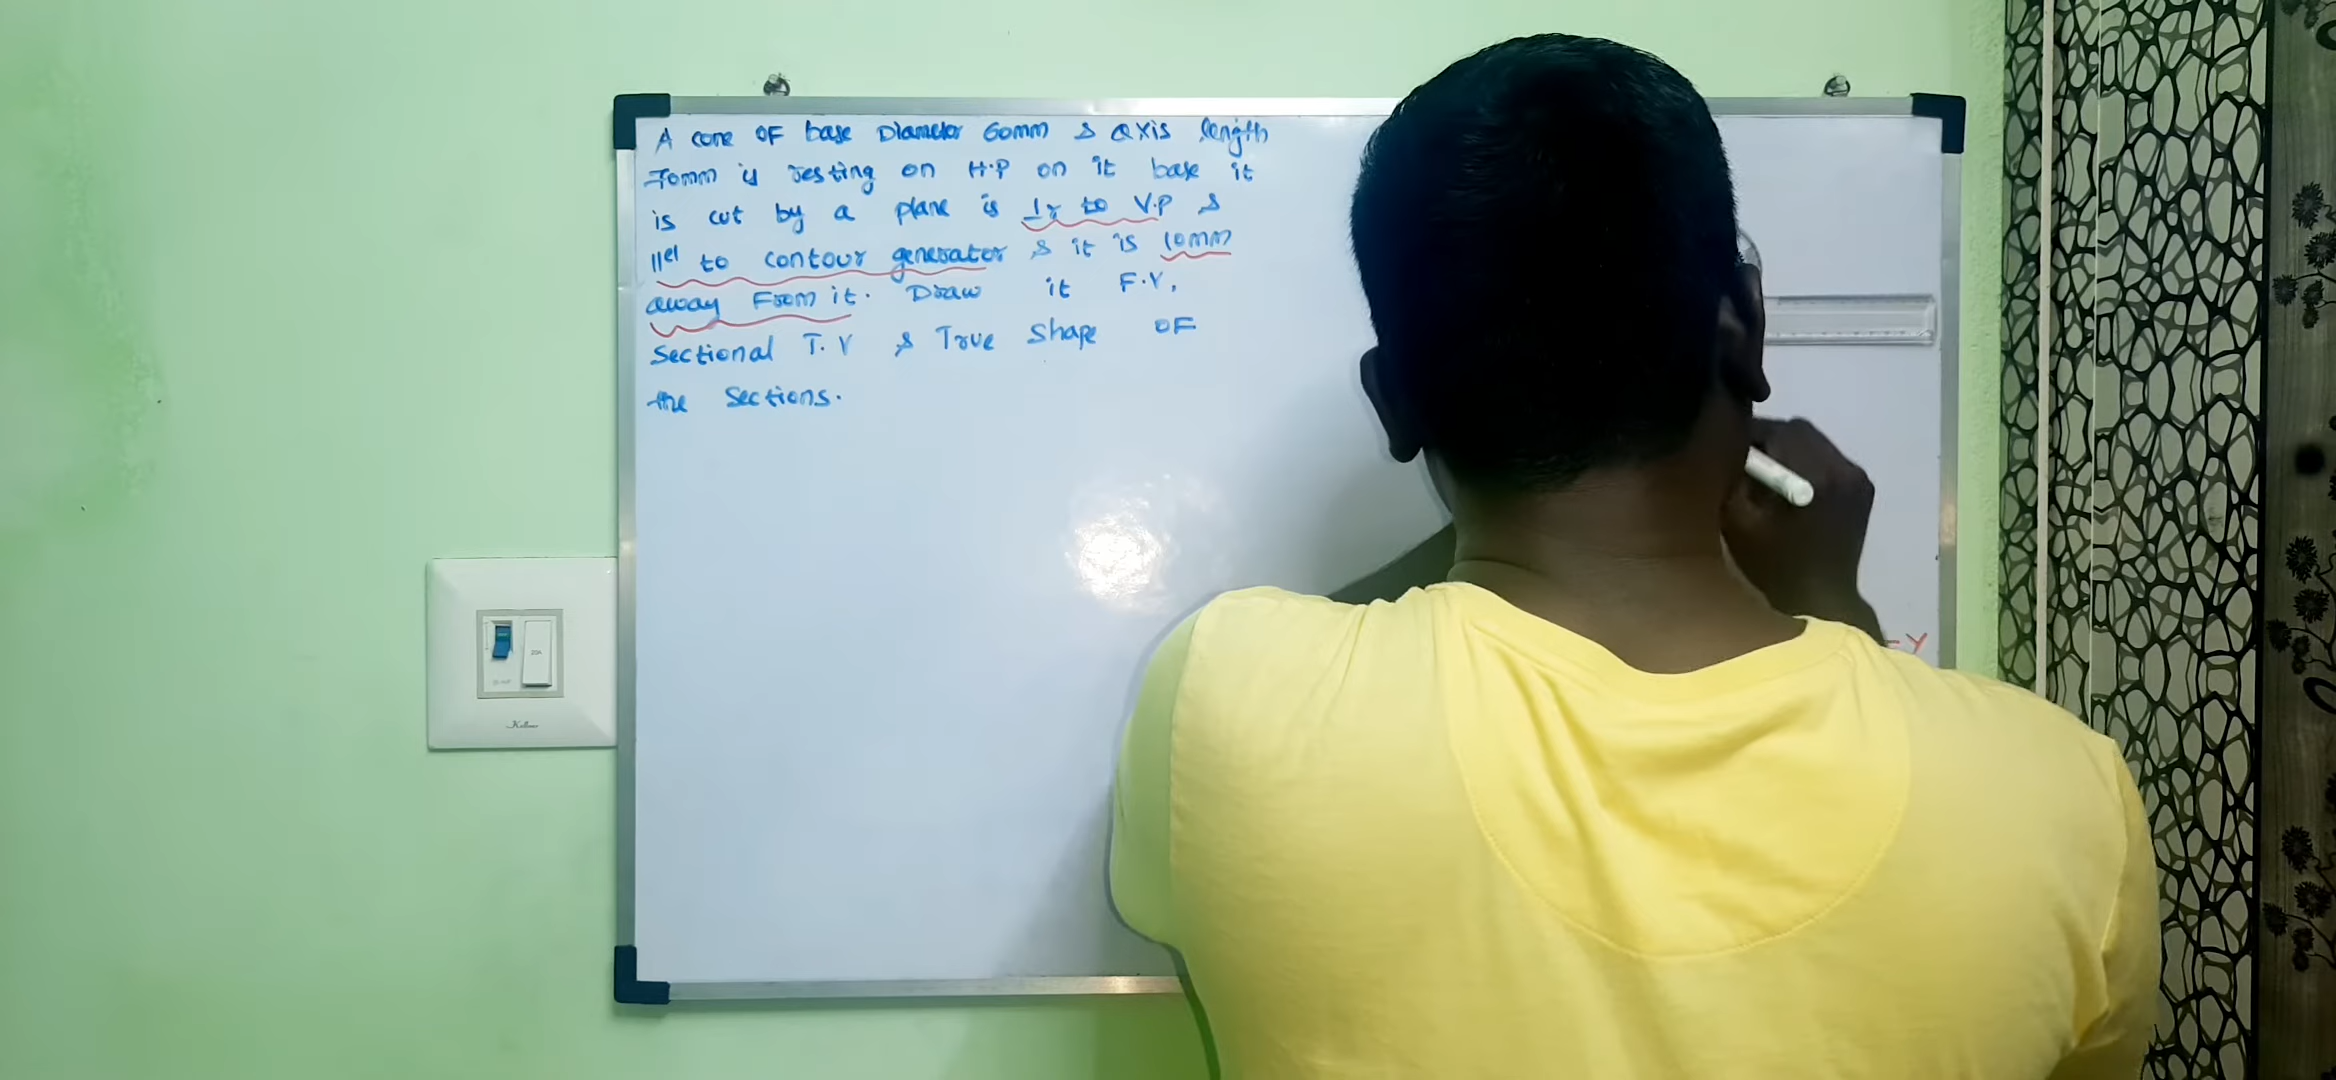 A cone OF base Diameter 60mm & axis length
70mm is resting on H.P on it base it
is cut by a plane is ⊥r to V.P &
||el to contour generator & it is 10mm
away From it. Draw it F.V,
Sectional T.V & True shape OF
the sections.
Y
20A